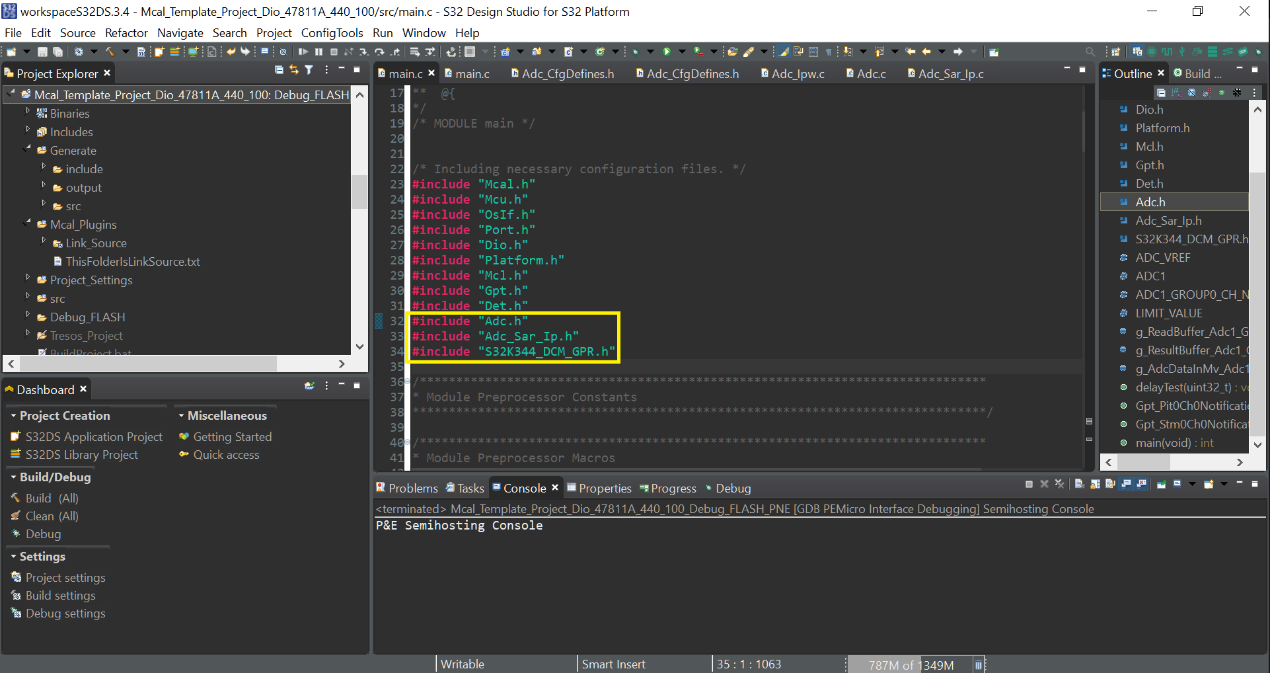 workspaceS32DS.3.4 - Mcal_Template_Project_Dio_47811A_440_100/src/main.c - S32 Design Studio for S32 Platform
File Edit Source Refactor Navigate Search Project ConfigTools Run Window Help
Project Explorer
Mcal_Template_Project_Dio_47811A_440_100: Debug_FLASH
Binaries
Includes
Generate
include
output
src
Mcal_Plugins
Link_Source
ThisFolderIsLinkSource.txt
Project_Settings
src
Debug_FLASH
Tresos_Project
BuildProject.bat
main.c
main.c
Adc_CfgDefines.h
Adc_CfgDefines.h
Adc_Ipw.c
Adc.c
Adc_Sar_Ip.c
17 ** @{
18 */
19 /* MODULE main */
20
21
22 /* Including necessary configuration files. */
23 #include "Mcal.h"
24 #include "Mcu.h"
25 #include "OsIf.h"
26 #include "Port.h"
27 #include "Dio.h"
28 #include "Platform.h"
29 #include "Mcl.h"
30 #include "Gpt.h"
31 #include "Det.h"
32 #include "Adc.h"
33 #include "Adc_Sar_Ip.h"
34 #include "S32K344_DCM_GPR.h"
35
36 /***************************************************************************
37 * Module Preprocessor Constants
38 ***************************************************************************/
39
40 /***************************************************************************
41 * Module Preprocessor Macros
Outline
Build ...
Dio.h
Platform.h
Mcl.h
Gpt.h
Det.h
Adc.h
Adc_Sar_Ip.h
S32K344_DCM_GPR.h
ADC_VREF
ADC1
ADC1_GROUP0_CH_N
LIMIT_VALUE
g_ReadBuffer_Adc1_G
g_ResultBuffer_Adc1_
g_AdcDataInMv_Adc1
delayTest(uint32_t) : v
Gpt_Pit0Ch0Notificati
Gpt_Stm0Ch0Notificat
main(void) : int
Dashboard
Project Creation
S32DS Application Project
S32DS Library Project
Build/Debug
Build (All)
Clean (All)
Debug
Settings
Project settings
Build settings
Debug settings
Miscellaneous
Getting Started
Quick access
Problems
Tasks
Console
Properties
Progress
Debug
<terminated> Mcal_Template_Project_Dio_47811A_440_100_Debug_FLASH_PNE [GDB PEMicro Interface Debugging] Semihosting Console
P&E Semihosting Console
Writable
Smart Insert
35 : 1 : 1063
787M of 1349M